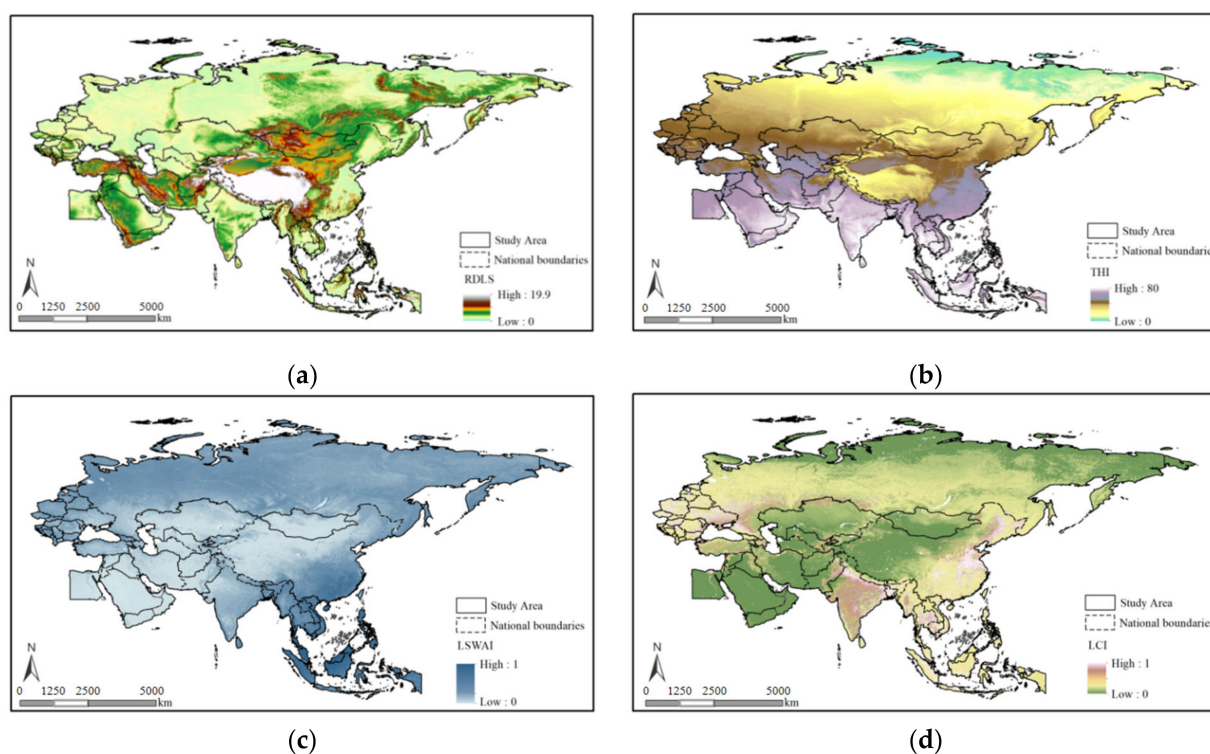 Study Area
National boundaries
N
RDLS
High : 19.9
Low : 0
0 1250 2500 5000
km
(a)
Study Area
National boundaries
N
THI
High : 80
Low : 0
0 1250 2500 5000
km
(b)
Study Area
National boundaries
N
LSWAI
High : 1
Low : 0
0 1250 2500 5000
km
(c)
Study Area
National boundaries
N
LCI
High : 1
Low : 0
0 1250 2500 5000
km
(d)